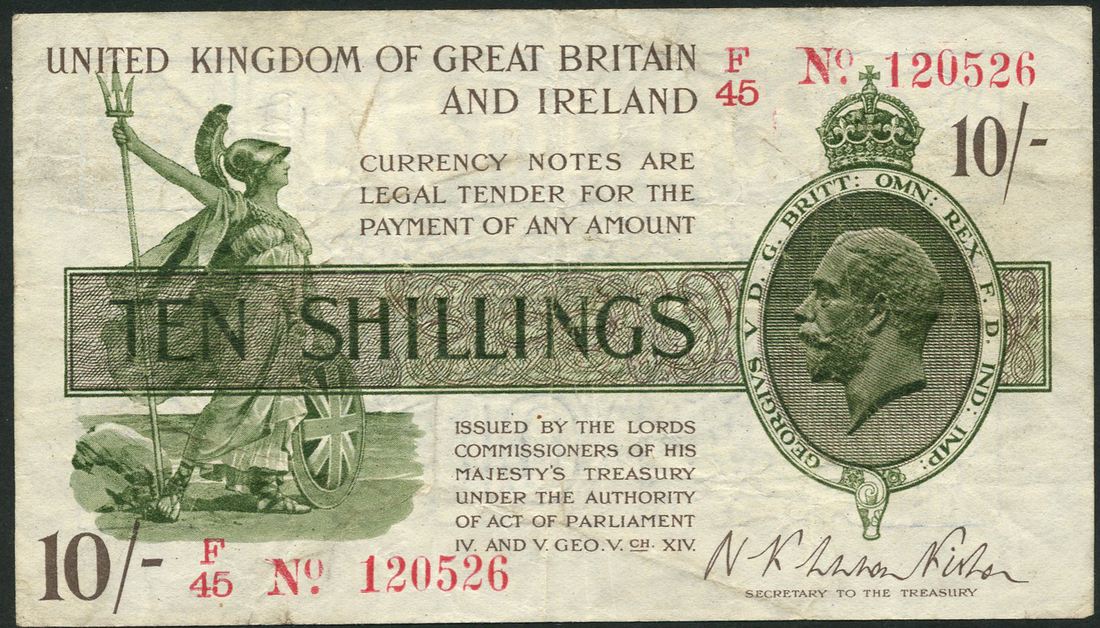 UNITED KINGDOM OF GREAT BRITAIN
AND IRELAND
F
45
Nº. 120526
10/-
CURRENCY NOTES ARE
LEGAL TENDER FOR THE
PAYMENT OF ANY AMOUNT
GEORGIVS V D. G. BRITT: OMN: REX F. D. IND: IMP:
TEN SHILLINGS
ISSUED BY THE LORDS
COMMISSIONERS OF HIS
MAJESTY'S TREASURY
UNDER THE AUTHORITY
OF ACT OF PARLIAMENT
IV. AND V. GEO. V. CH. XIV.
10/-
F
45
Nº. 120526
SECRETARY TO THE TREASURY